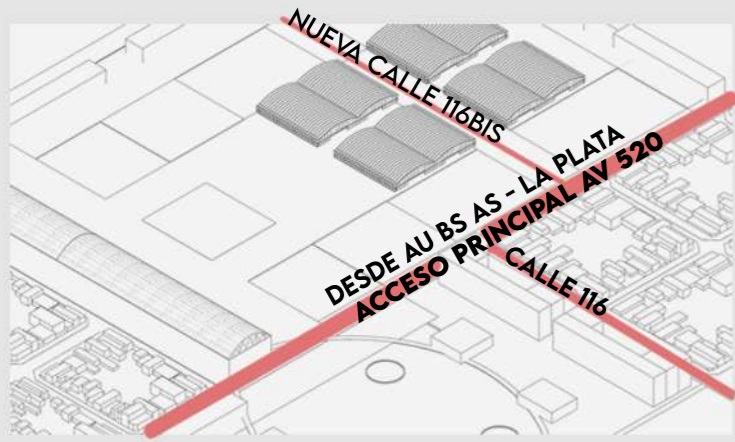 NUEVA CALLE 116BIS
DESDE AU BS AS - LA PLATA
ACCESO PRINCIPAL AV 520
CALLE 116